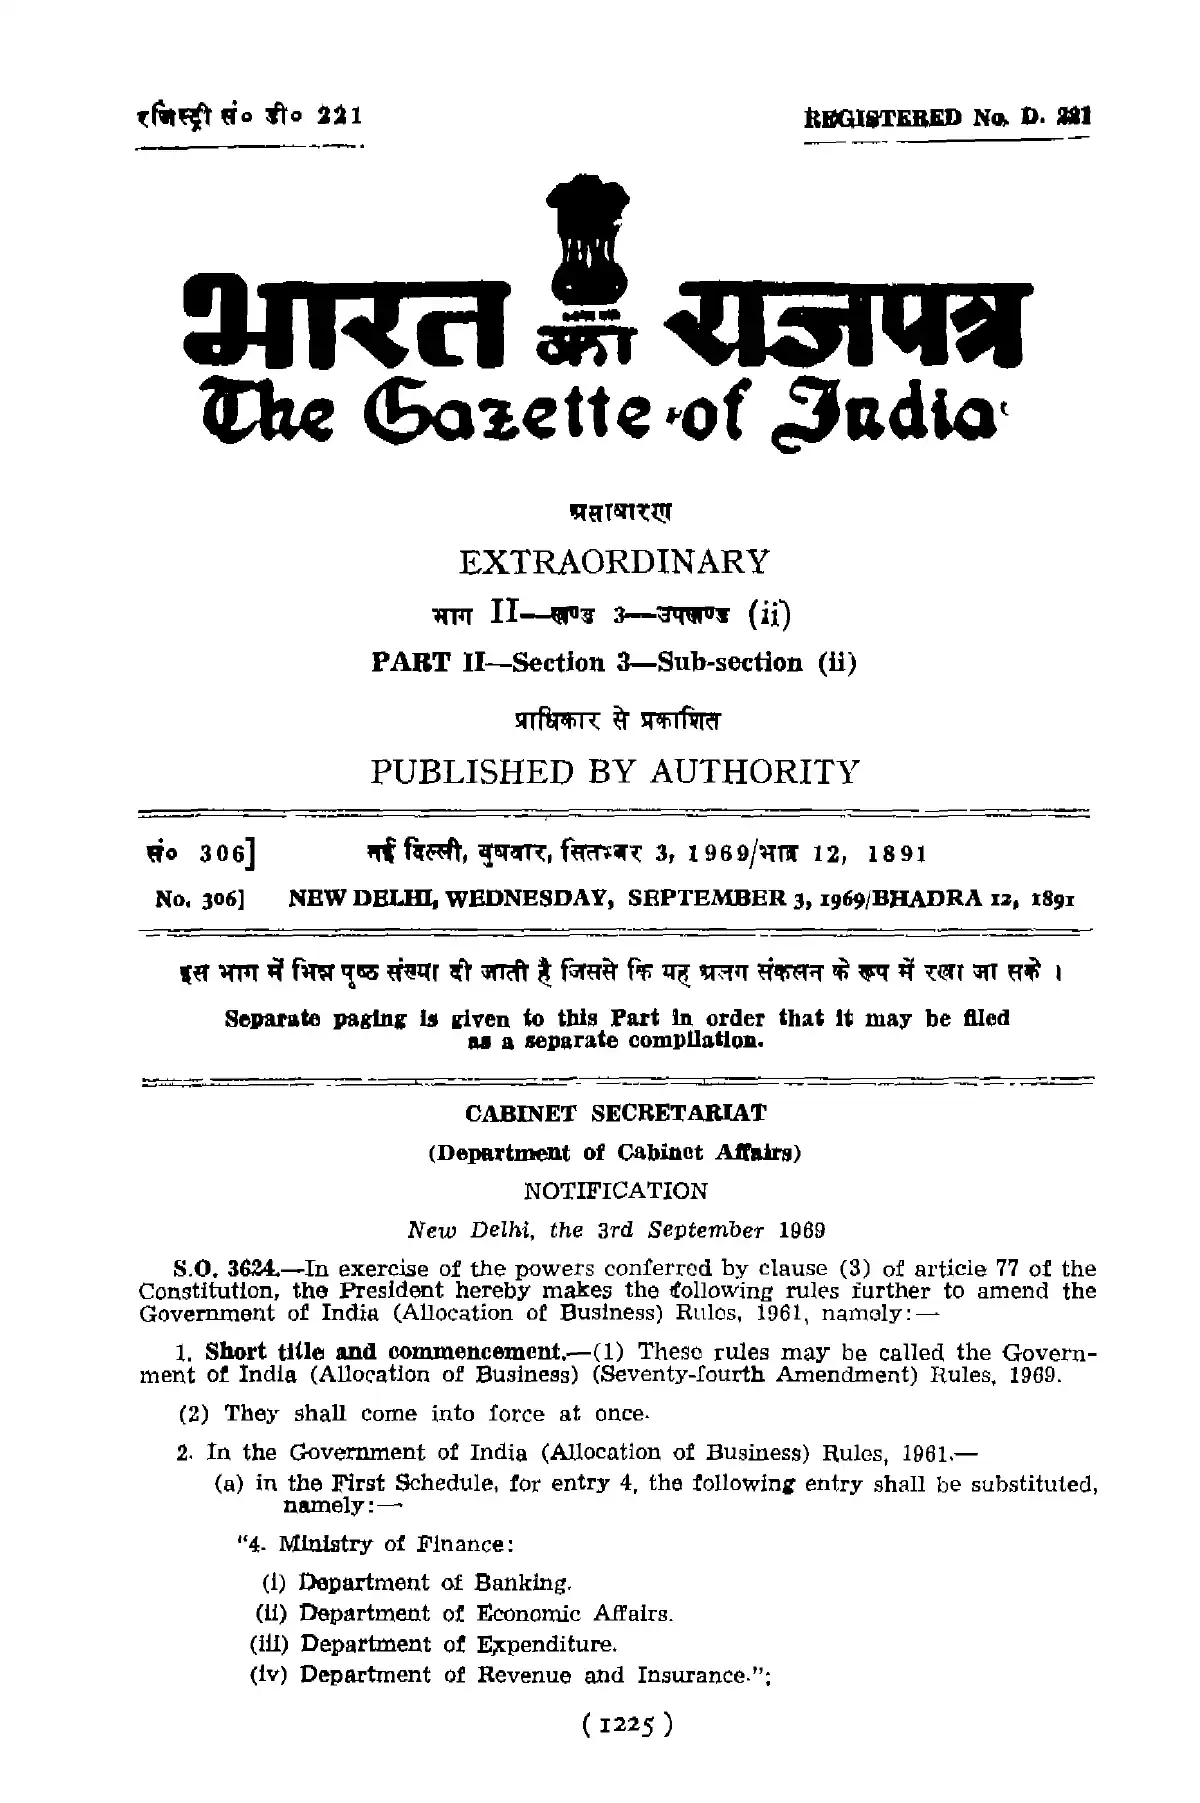 रजिस्ट्री सं० डी० 221
REGISTERED No. D. 221
भारत का राजपत्र
The Gazette of India
असाधारण
EXTRAORDINARY
भाग II—खण्ड 3—उपखण्ड (ii)
PART II—Section 3—Sub-section (ii)
प्राधिकार से प्रकाशित
PUBLISHED BY AUTHORITY
सं० 306] नई दिल्ली, बुधवार, सितम्बर 3, 1969/भाद्र 12, 1891
No. 306] NEW DELHI, WEDNESDAY, SEPTEMBER 3, 1969/BHADRA 12, 1891
इस भाग में भिन्न पृष्ठ संख्या दी जाती है जिससे कि यह अलग संकलन के रूप में रखा जा सके ।
Separate paging is given to this Part in order that it may be filed
as a separate compilation.
CABINET SECRETARIAT
(Department of Cabinet Affairs)
NOTIFICATION
New Delhi, the 3rd September 1969
S.O. 3624.—In exercise of the powers conferred by clause (3) of article 77 of the
Constitution, the President hereby makes the following rules further to amend the
Government of India (Allocation of Business) Rules, 1961, namely:—
1. Short title and commencement.—(1) These rules may be called the Govern-
ment of India (Allocation of Business) (Seventy-fourth Amendment) Rules, 1969.
(2) They shall come into force at once.
2. In the Government of India (Allocation of Business) Rules, 1961.—
(a) in the First Schedule, for entry 4, the following entry shall be substituted,
namely:—
"4. Ministry of Finance:
(i) Department of Banking.
(ii) Department of Economic Affairs.
(iii) Department of Expenditure.
(iv) Department of Revenue and Insurance.";
(1225)